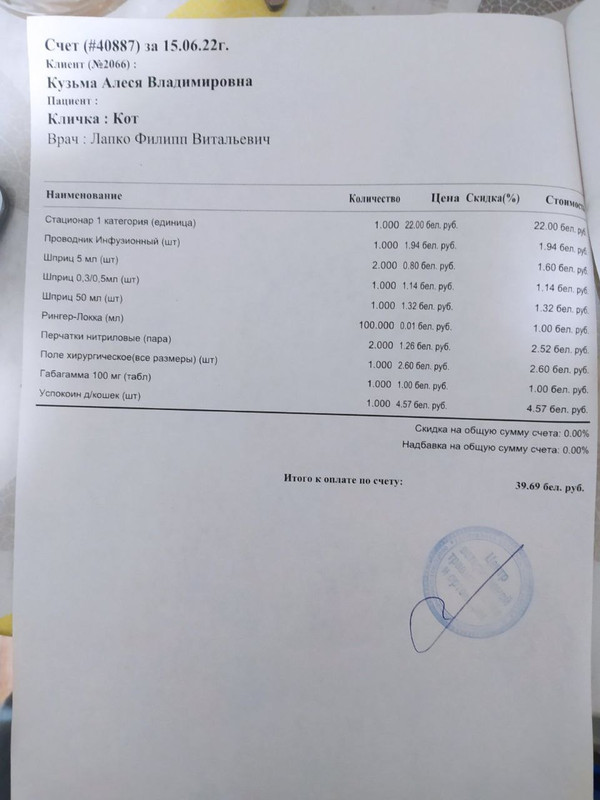 Счет (#40887) за 15.06.22г.
Клиент (№2066) :
Кузьма Алеся Владимировна
Пациент :
Кличка : Кот
Врач : Лапко Филипп Витальевич
Наименование Количество Цена Скидка(%) Стоимость
Стационар 1 категория (единица) 1.000 22.00 бел. руб. 22.00 бел. руб.
Проводник Инфузионный (шт) 1.000 1.94 бел. руб. 1.94 бел. руб.
Шприц 5 мл (шт) 2.000 0.80 бел. руб. 1.60 бел. руб.
Шприц 0,3/0,5мл (шт) 1.000 1.14 бел. руб. 1.14 бел. руб.
Шприц 50 мл (шт) 1.000 1.32 бел. руб. 1.32 бел. руб.
Рингер-Локка (мл) 100.000 0.01 бел. руб. 1.00 бел. руб.
Перчатки нитриловые (пара) 2.000 1.26 бел. руб. 2.52 бел. руб.
Поле хирургическое(все размеры) (шт) 1.000 2.60 бел. руб. 2.60 бел. руб.
Габагамма 100 мг (табл) 1.000 1.00 бел. руб. 1.00 бел. руб.
Успокоин д/кошек (шт) 1.000 4.57 бел. руб. 4.57 бел. руб.
Скидка на общую сумму счета: 0.00%
Надбавка на общую сумму счета: 0.00%
Итого к оплате по счету: 39.69 бел. руб.
Центр